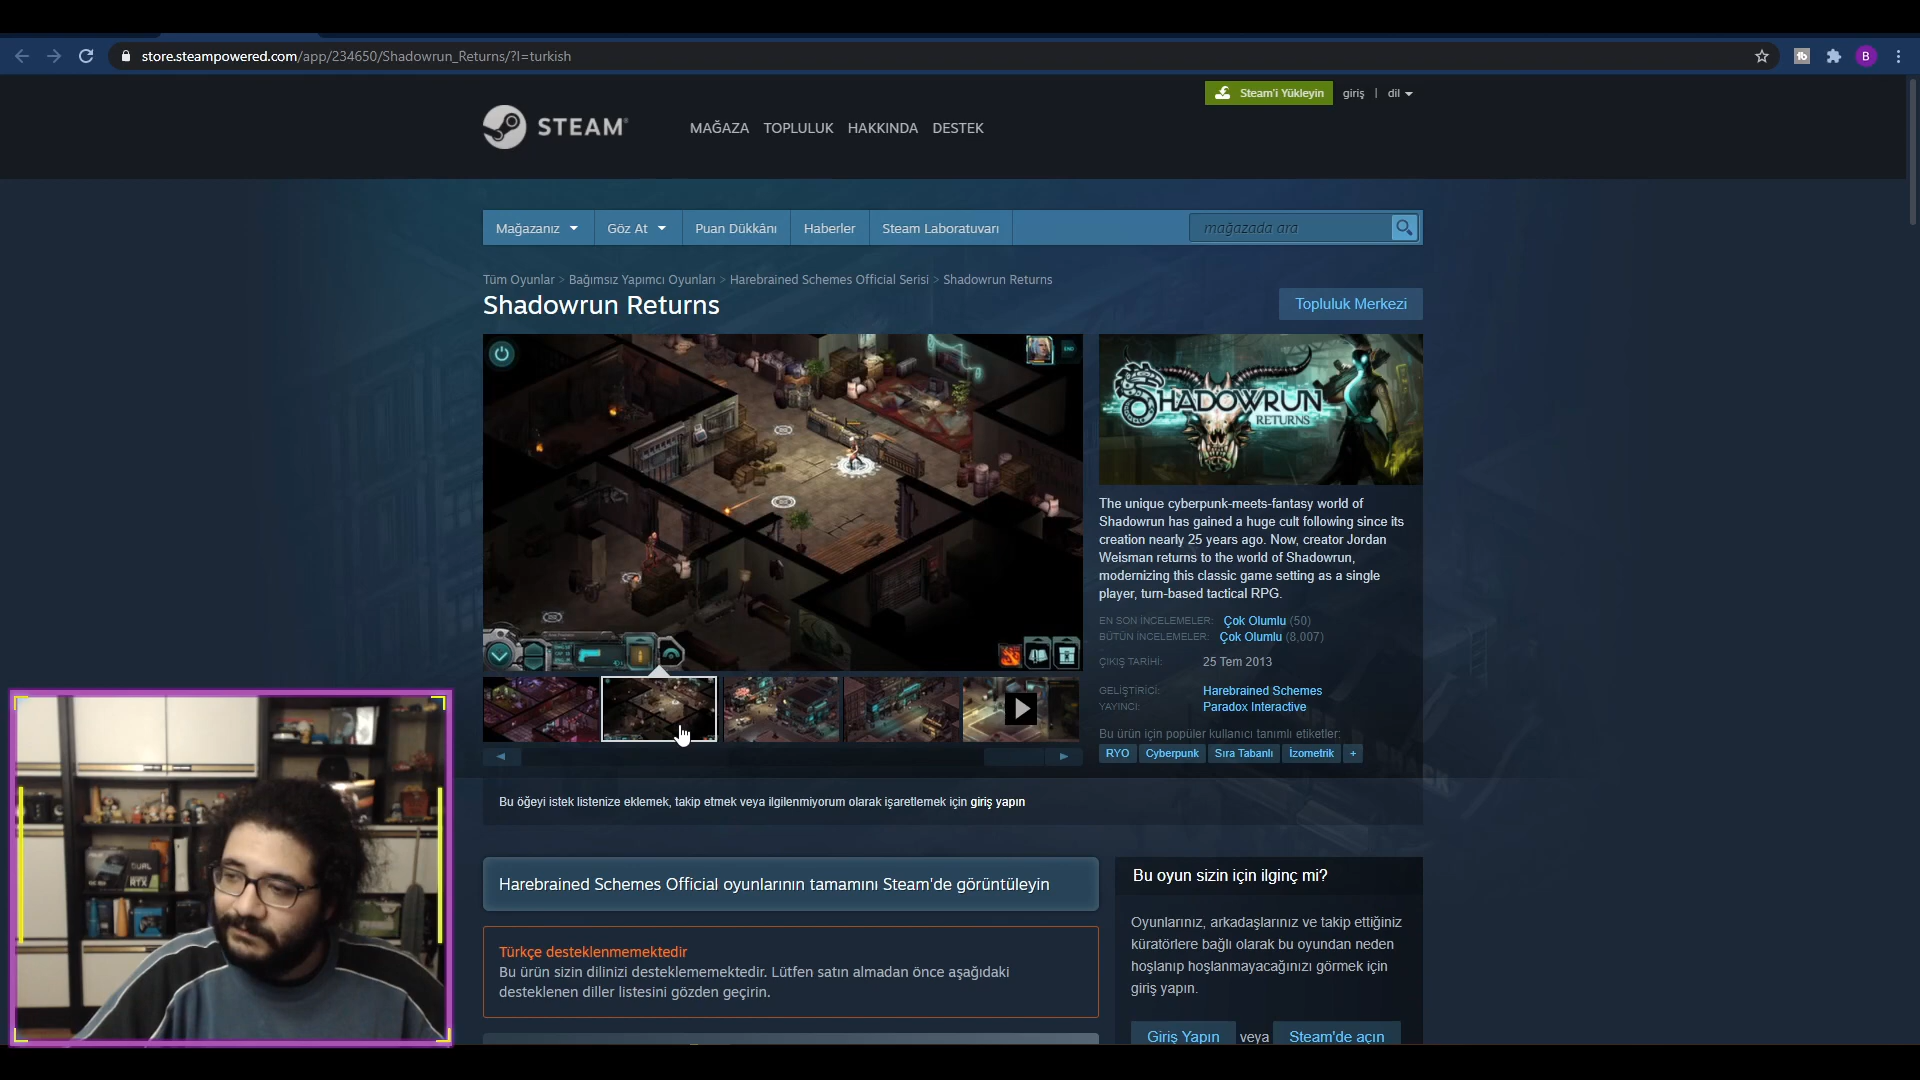 store.steampowered.com/app/234650/Shadowrun_Returns/?l=turkish
B
Steam'i Yükleyin
giriş | dil
STEAM
MAĞAZA TOPLULUK HAKKINDA DESTEK
Mağazanız Göz At Puan Dükkânı Haberler Steam Laboratuvarı
mağazada ara
Tüm Oyunlar > Bağımsız Yapımcı Oyunları > Harebrained Schemes Official Serisi > Shadowrun Returns
Shadowrun Returns
Topluluk Merkezi
END
SHADOWRUN
RETURNS
The unique cyberpunk-meets-fantasy world of
Shadowrun has gained a huge cult following since its
creation nearly 25 years ago. Now, creator Jordan
Weisman returns to the world of Shadowrun,
modernizing this classic game setting as a single
player, turn-based tactical RPG.
EN SON İNCELEMELER: Çok Olumlu (50)
BÜTÜN İNCELEMELER: Çok Olumlu (8,007)
ÇIKIŞ TARİHİ: 25 Tem 2013
GELİŞTİRİCİ: Harebrained Schemes
YAYINCI: Paradox Interactive
Bu ürün için popüler kullanıcı tanımlı etiketler:
RYO Cyberpunk Sıra Tabanlı İzometrik +
Bu öğeyi istek listenize eklemek, takip etmek veya ilgilenmiyorum olarak işaretlemek için giriş yapın
Harebrained Schemes Official oyunlarının tamamını Steam'de görüntüleyin
Türkçe desteklenmemektedir
Bu ürün sizin dilinizi desteklememektedir. Lütfen satın almadan önce aşağıdaki
desteklenen diller listesini gözden geçirin.
Bu oyun sizin için ilginç mi?
Oyunlarınız, arkadaşlarınız ve takip ettiğiniz
küratörlere bağlı olarak bu oyundan neden
hoşlanıp hoşlanmayacağınızı görmek için
giriş yapın.
Giriş Yapın veya Steam'de açın
DUAL
RTX